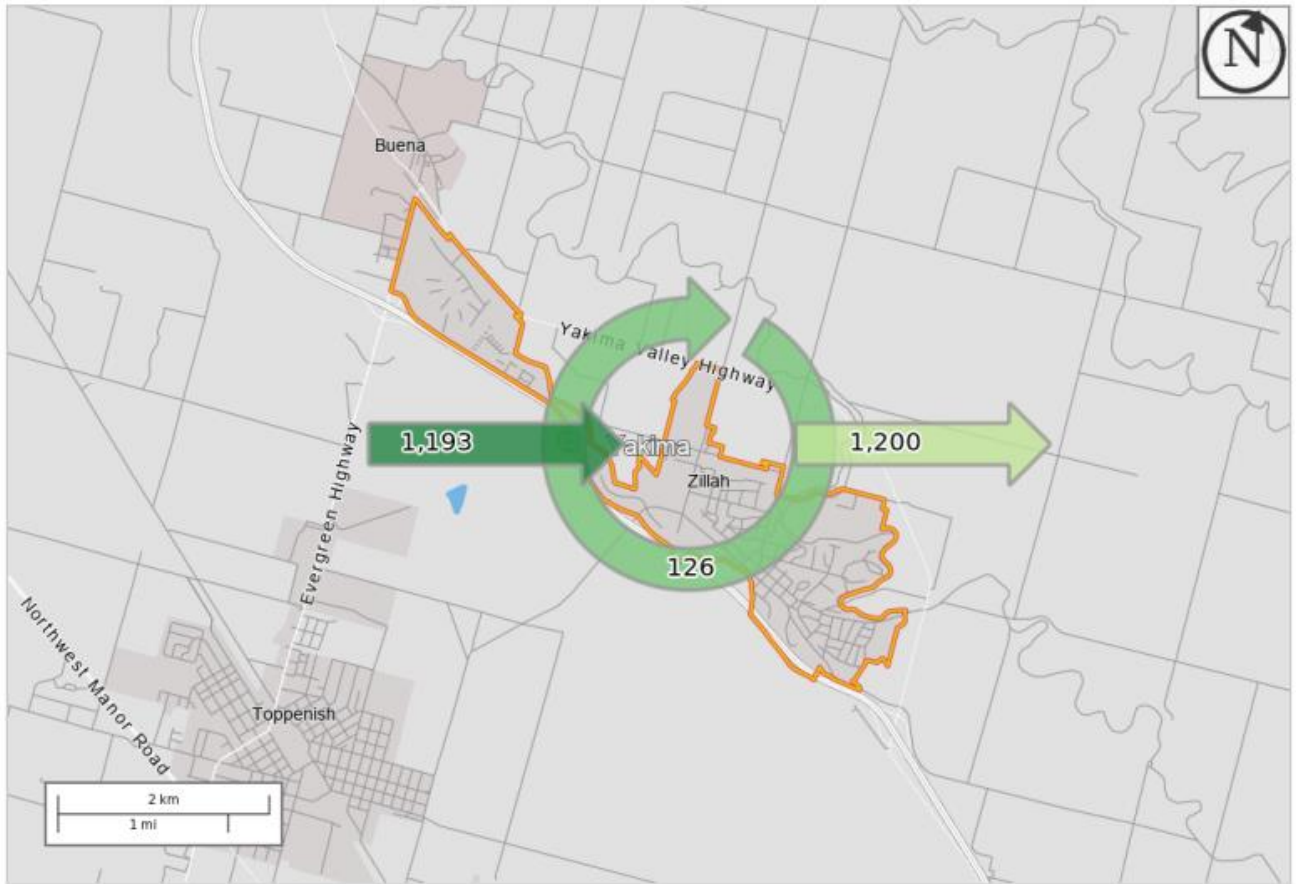 N
Buena
Yakima Valley Highway
1,193
Yakima
1,200
Zillah
Evergreen Highway
126
Northwest Manor Road
Toppenish
2 km
1 mi